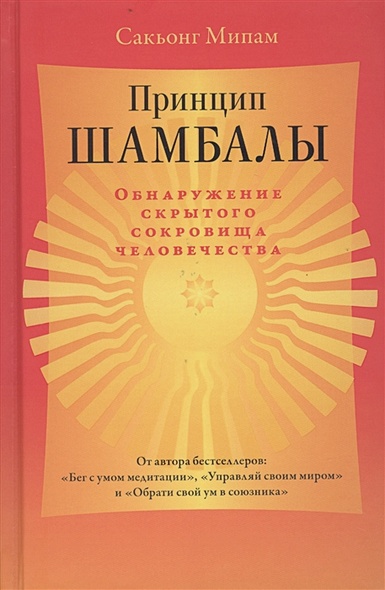 Сакьонг Мипам
Принцип
ШАМБАЛЫ
Обнаружение
скрытого
сокровища
человечества
От автора бестселлеров:
«Бег с умом медитации», «Управляй своим миром»
и «Обрати свой ум в союзника»